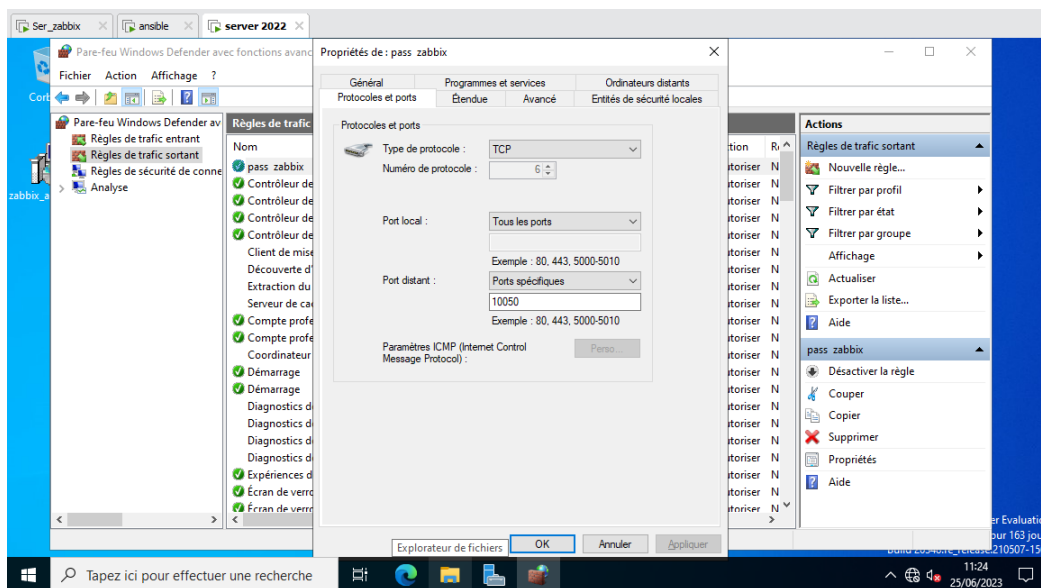 Ser_zabbix
ansible
server 2022
Pare-feu Windows Defender avec fonctions avanc
Fichier Action Affichage ?
Pare-feu Windows Defender av
Règles de trafic entrant
Règles de trafic sortant
Règles de sécurité de conne
Analyse
Règles de trafic
Nom
pass zabbix
Contrôleur de
Contrôleur de
Contrôleur de
Contrôleur de
Client de mise
Découverte d'
Extraction du
Serveur de ca
Compte profe
Compte profe
Coordinateur
Démarrage
Démarrage
Diagnostics d
Diagnostics d
Diagnostics d
Diagnostics d
Expériences d
Écran de verro
Écran de verro
Propriétés de : pass zabbix
Général Programmes et services Ordinateurs distants
Protocoles et ports Étendue Avancé Entités de sécurité locales
Protocoles et ports
Type de protocole : TCP
Numéro de protocole : 6
Port local : Tous les ports
Exemple : 80, 443, 5000-5010
Port distant : Ports spécifiques
10050
Exemple : 80, 443, 5000-5010
Paramètres ICMP (Internet Control
Message Protocol) :
Perso...
OK Annuler Appliquer
Explorateur de fichiers
Actions
Règles de trafic sortant
Nouvelle règle...
Filtrer par profil
Filtrer par état
Filtrer par groupe
Affichage
Actualiser
Exporter la liste...
Aide
pass zabbix
Désactiver la règle
Couper
Copier
Supprimer
Propriétés
Aide
Tapez ici pour effectuer une recherche
11:24
25/06/2023